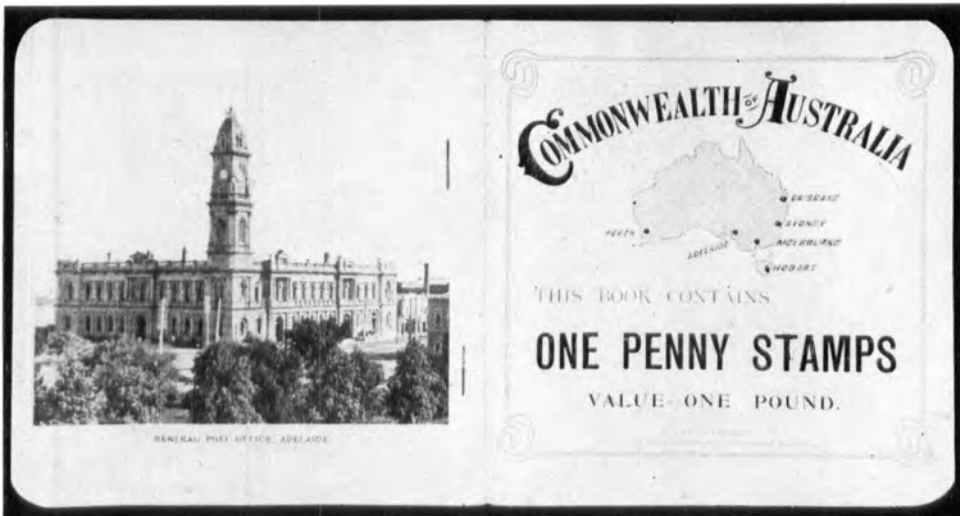 GENERAL POST OFFICE, ADELAIDE.
COMMONWEALTH OF AUSTRALIA
BRISBANE
SYDNEY
PERTH
ADELAIDE
MELBOURNE
HOBART
THIS BOOK CONTAINS
ONE PENNY STAMPS
VALUE—ONE POUND.